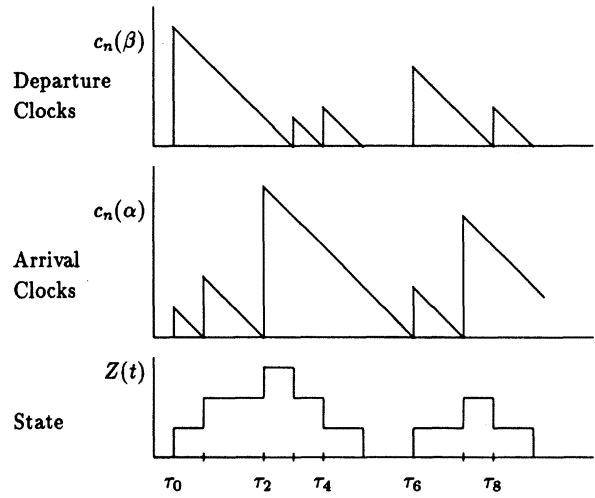 c_n(β)
Departure
Clocks
c_n(α)
Arrival
Clocks
Z(t)
State
τ_0 τ_2 τ_4 τ_6 τ_8